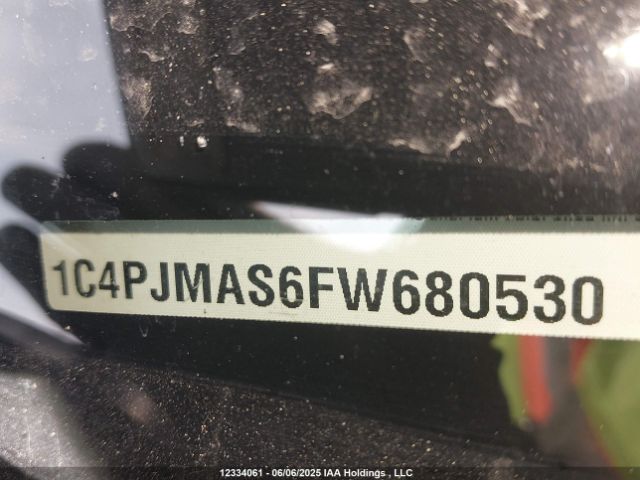 1C4PJMAS6FW680530
12334061 - 06/06/2025 IAA Holdings , LLC